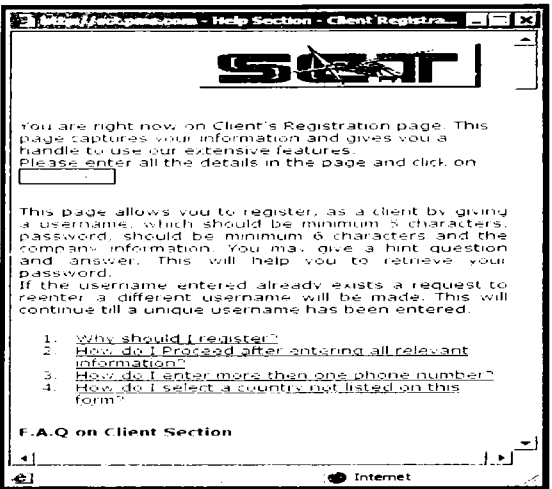 - Help Section - Client Registra...
You are right now on Client's Registration page. This
page captures your information and gives you a
handle to use our extensive features.
Please enter all the details in the page and click on
This page allows you to register, as a client by giving
a username, which should be minimum 5 characters,
password, should be minimum 6 characters and the
company information. You may give a hint question
and answer. This will help you to retrieve your
password.
If the username entered already exists a request to
reenter a different username will be made. This will
continue till a unique username has been entered.
1. Why should I register?
2. How do I Proceed after entering all relevant
information?
3. How do I enter more then one phone number?
4. How do I select a country not listed on this
form?
F.A.Q on Client Section
Internet